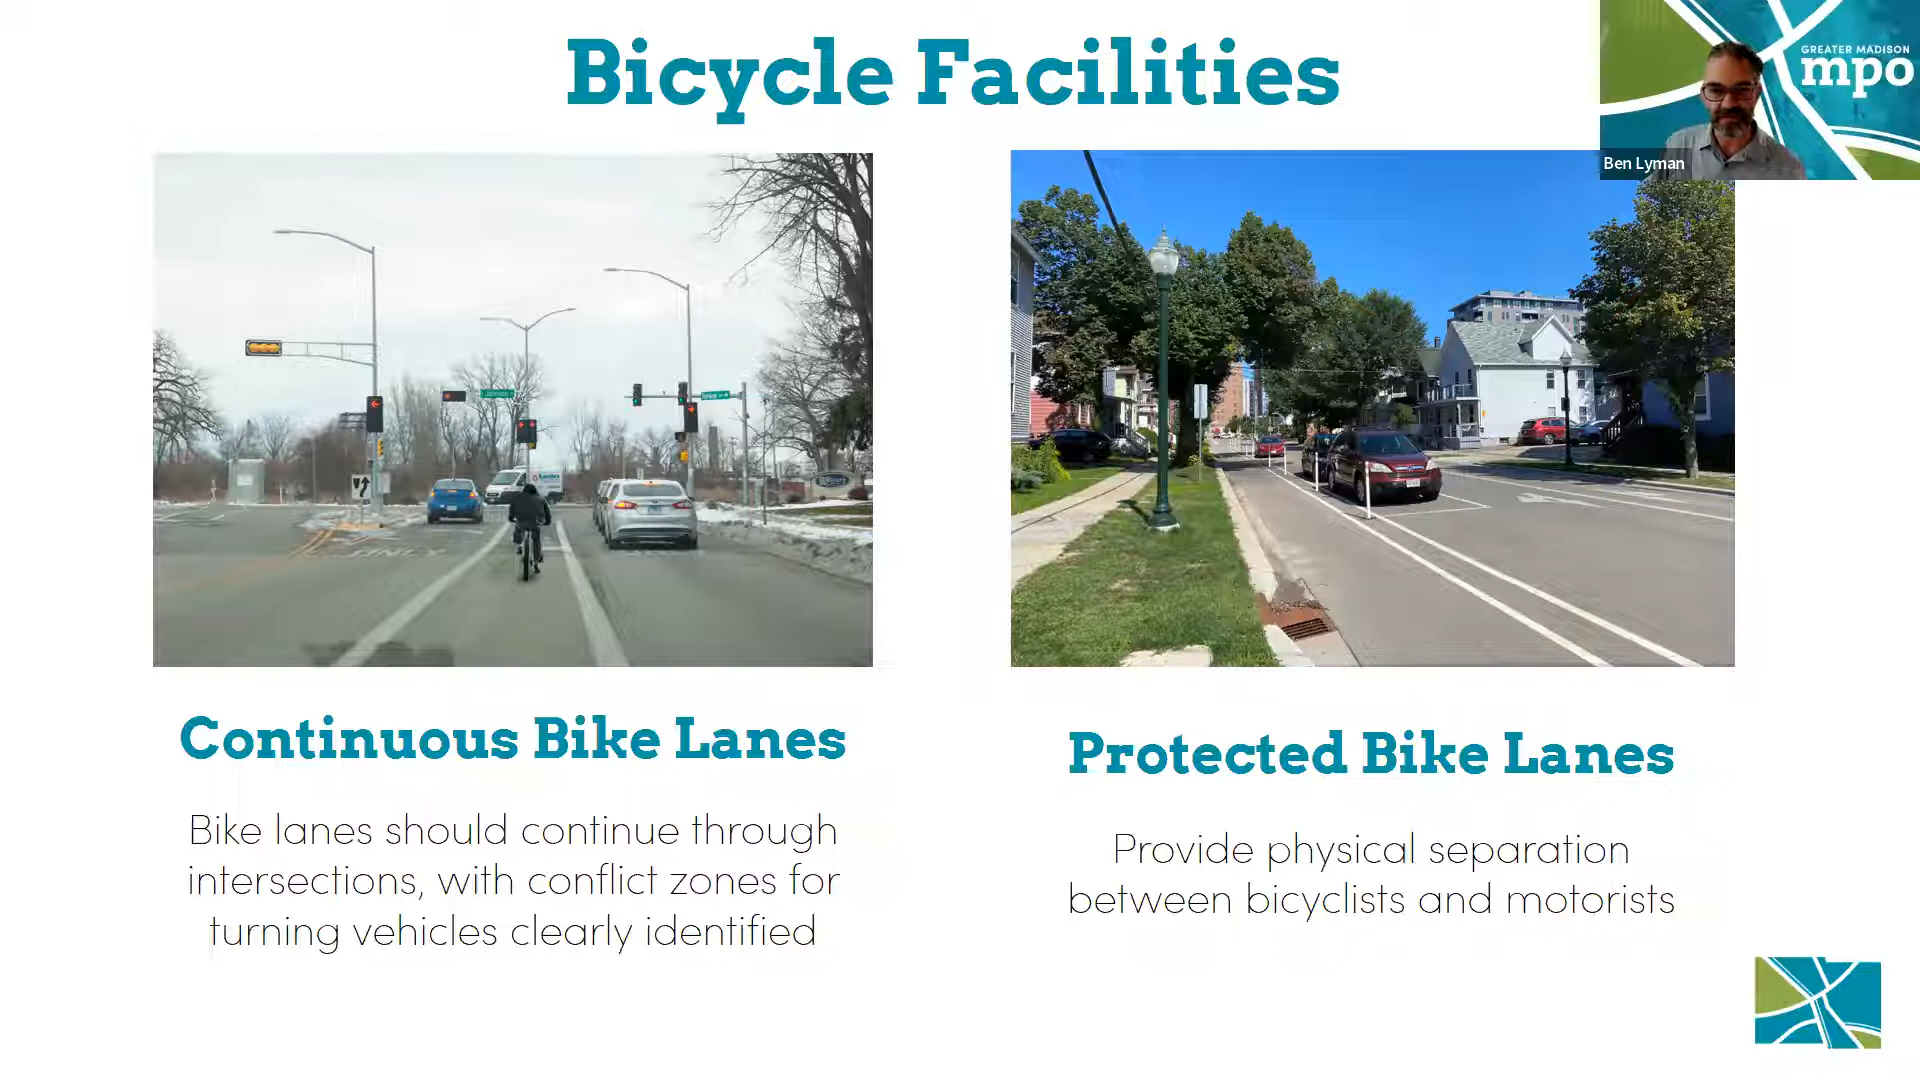 Bicycle Facilities
GREATER MADISON
mpo
Ben Lyman
ONLY
Continuous Bike Lanes
Bike lanes should continue through
intersections, with conflict zones for
turning vehicles clearly identified
Protected Bike Lanes
Provide physical separation
between bicyclists and motorists